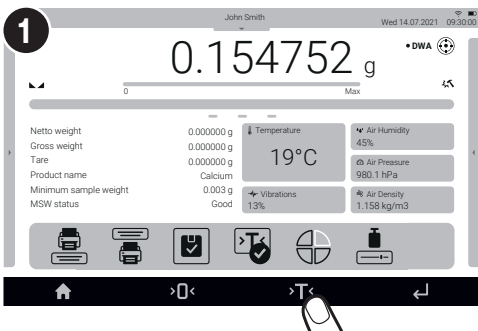 1
John Smith
Wed 14.07.2021 09:30:00
0.154752 g
• DWA
0 Max
Netto weight 0.000000 g
Gross weight 0.000000 g
Tare 0.000000 g
Product name Calcium
Minimum sample weight 0.003 g
MSW status Good
Temperature
19°C
Vibrations
13%
Air Humidity
45%
Air Preasure
980.1 hPa
Air Density
1.158 kg/m3
>T<
>0< >T<